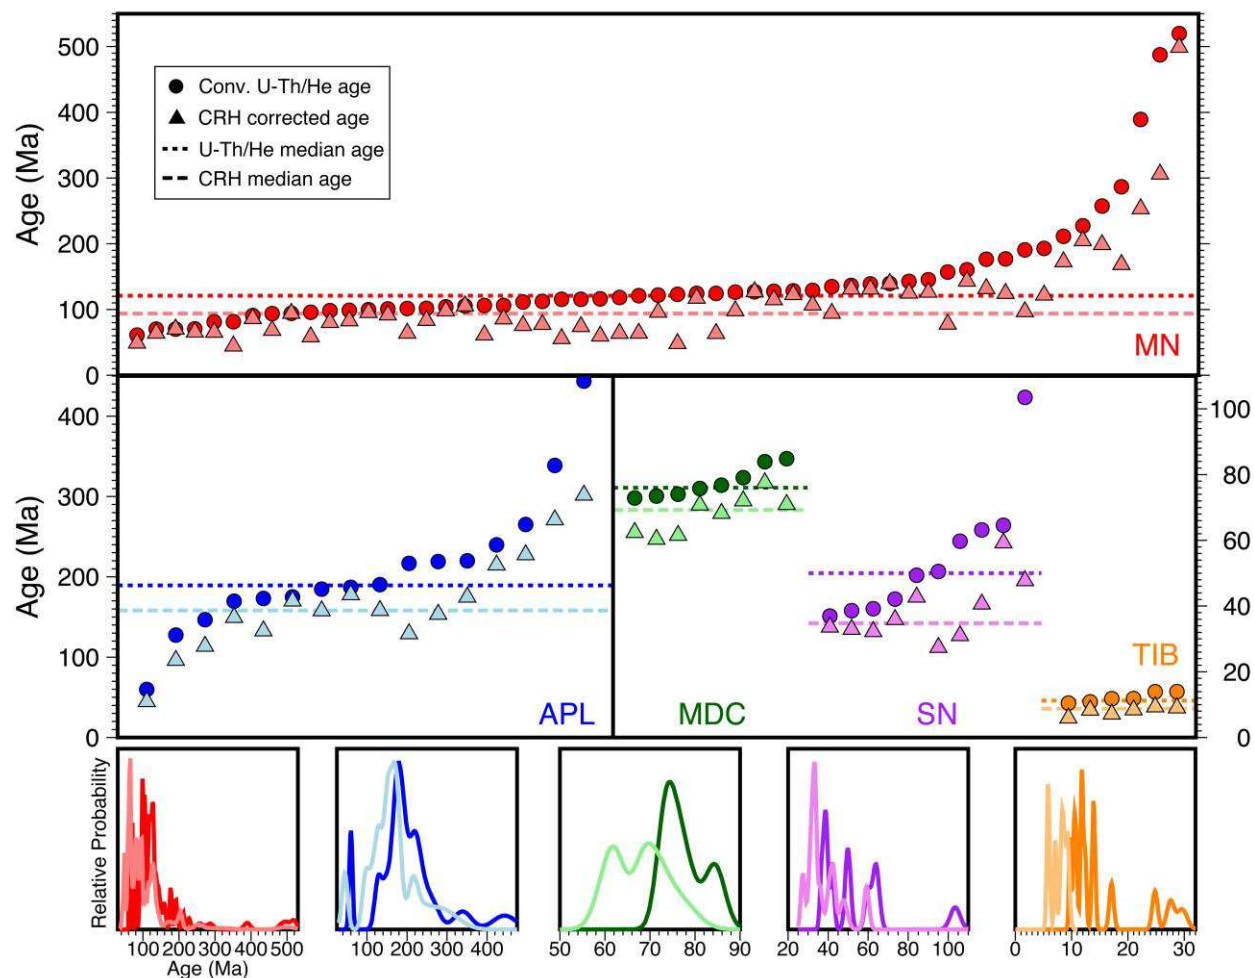 Age (Ma)
500
400
300
200
100
0
Conv. U-Th/He age
CRH corrected age
U-Th/He median age
CRH median age
MN
Age (Ma)
400
300
200
100
0
APL
MDC
SN
TIB
100
80
60
40
20
0
Relative Probability
100 200 300 400 500
Age (Ma)
100 200 300 400
50 60 70 80 90
20 40 60 80 100
0 10 20 30